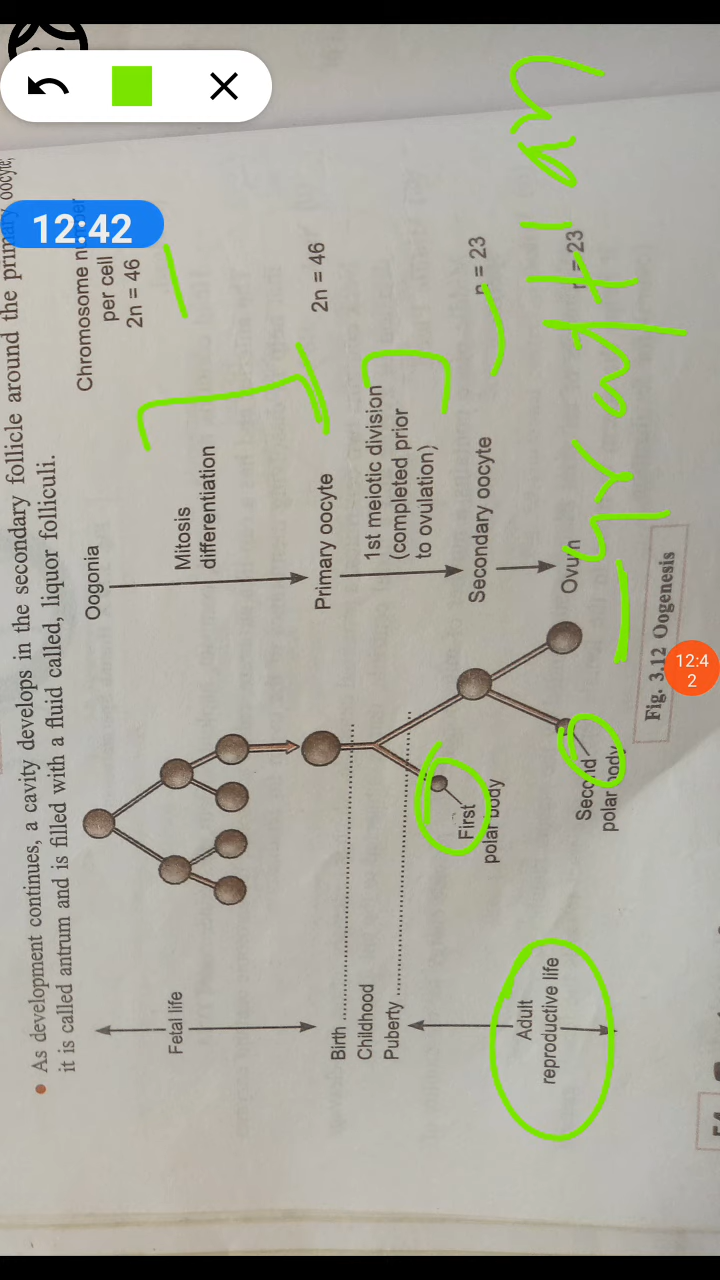 12:42
12:4
2
• As development continues, a cavity develops in the secondary follicle around the primary oocyte;
it is called antrum and is filled with a fluid called, liquor folliculi.
Chromosome number
per cell
Oogonia
2n = 46
Fetal life
Mitosis
differentiation
Birth
Primary oocyte
2n = 46
Childhood
Puberty
1st meiotic division
(completed prior
to ovulation)
First
polar body
Secondary oocyte
n = 23
Adult
reproductive life
Second
polar body
Ovum
n = 23
Fig. 3.12 Oogenesis